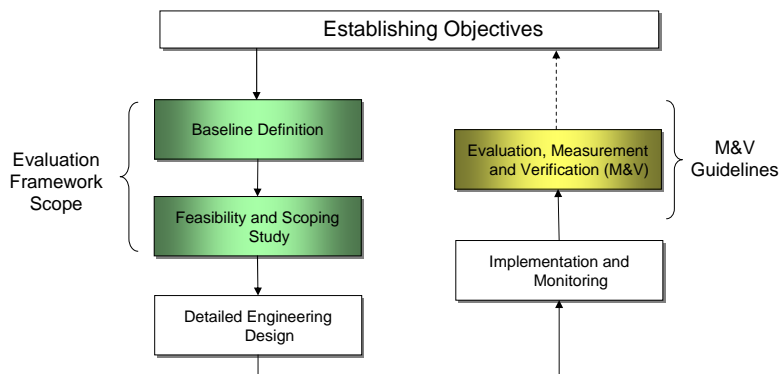 Establishing Objectives
Baseline Definition
Evaluation
Framework
Scope
Feasibility and Scoping
Study
Detailed Engineering
Design
Evaluation, Measurement
and Verification (M&V)
M&V
Guidelines
Implementation and
Monitoring